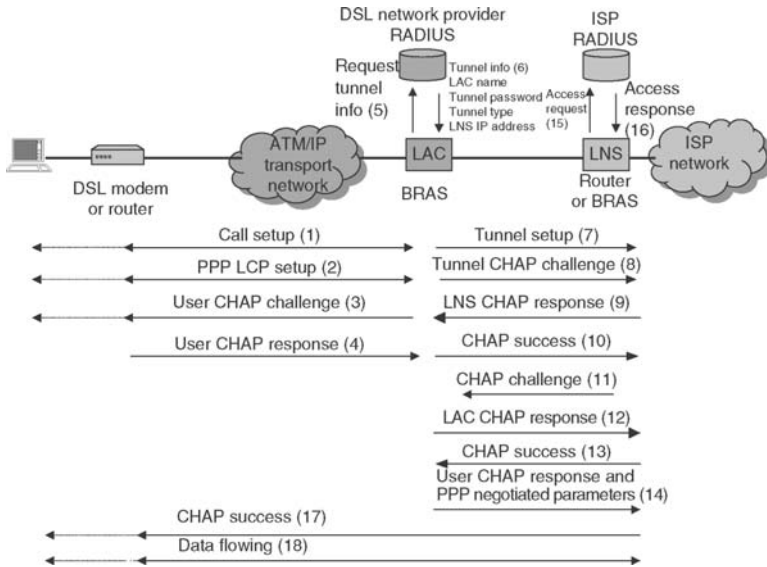 DSL network provider
RADIUS
ISP
RADIUS
Request
tunnel
info (5)
Tunnel info (6)
LAC name
Tunnel password
Tunnel type
LNS IP address
Access
request
(15)
Access
response
(16)
ATM/IP
transport
network
LAC
LNS
ISP
network
DSL modem
or router
BRAS
Router
or BRAS
Call setup (1)
Tunnel setup (7)
PPP LCP setup (2)
Tunnel CHAP challenge (8)
User CHAP challenge (3)
LNS CHAP response (9)
User CHAP response (4)
CHAP success (10)
CHAP challenge (11)
LAC CHAP response (12)
CHAP success (13)
User CHAP response and
PPP negotiated parameters (14)
CHAP success (17)
Data flowing (18)